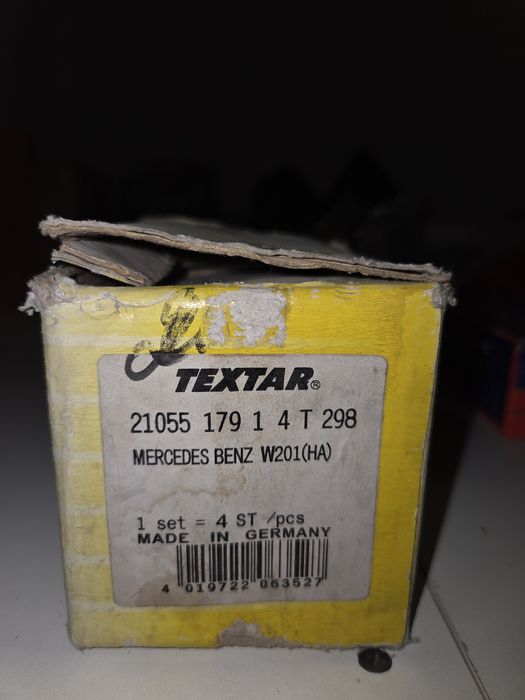 TEXTAR®
21055 179 1 4 T 298
MERCEDES BENZ W201(HA)
1 set = 4 ST /pcs
MADE IN GERMANY
4 019722 063527